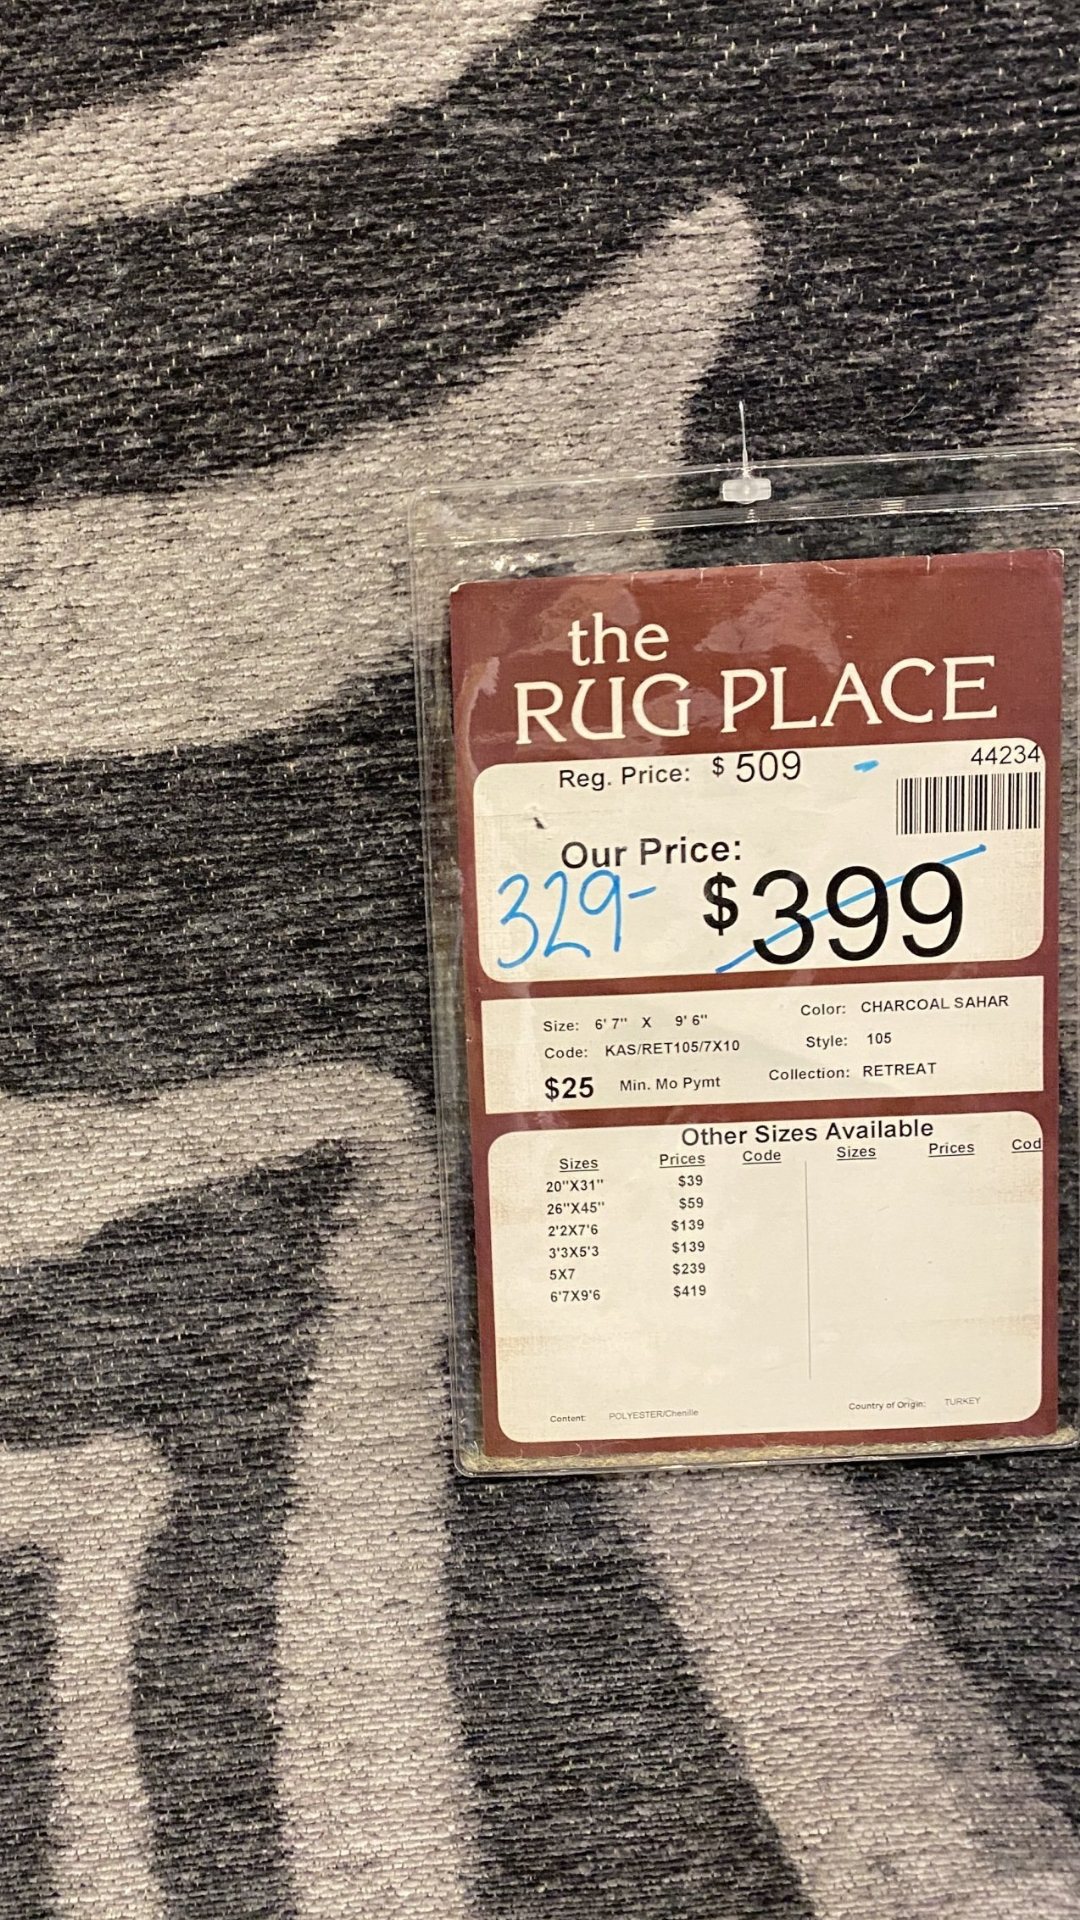 the
RUG PLACE
Reg. Price: $ 509 -
44234
Our Price:
329- $399
Size: 6' 7" X 9' 6"
Color: CHARCOAL SAHAR
Code: KAS/RET105/7X10
Style: 105
$25 Min. Mo Pymt
Collection: RETREAT
Other Sizes Available
Sizes Prices Code Sizes Prices Cod
20"X31" $39
26"X45" $59
2'2X7'6 $139
3'3X5'3 $139
5X7 $239
6'7X9'6 $419
Content: POLYESTER/Chenille
Country of Origin: TURKEY